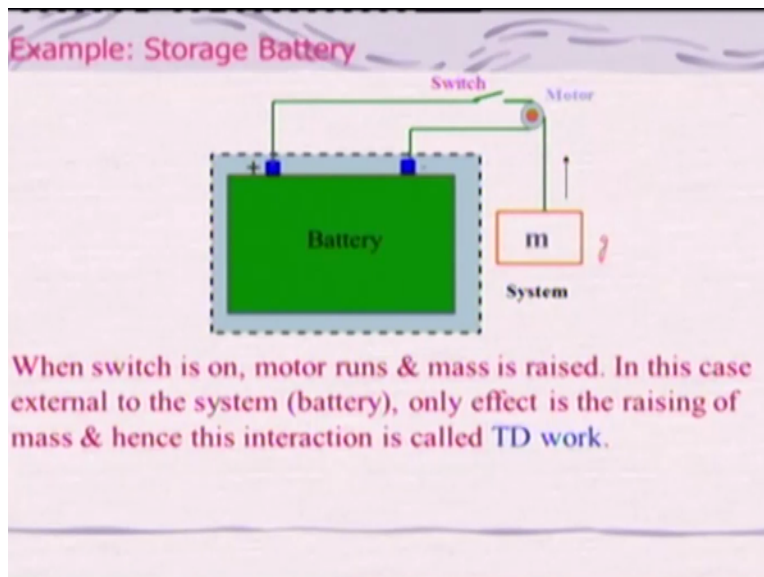 Example: Storage Battery
Switch
Motor
+
-
Battery
m
System
When switch is on, motor runs & mass is raised. In this case
external to the system (battery), only effect is the raising of
mass & hence this interaction is called TD work.